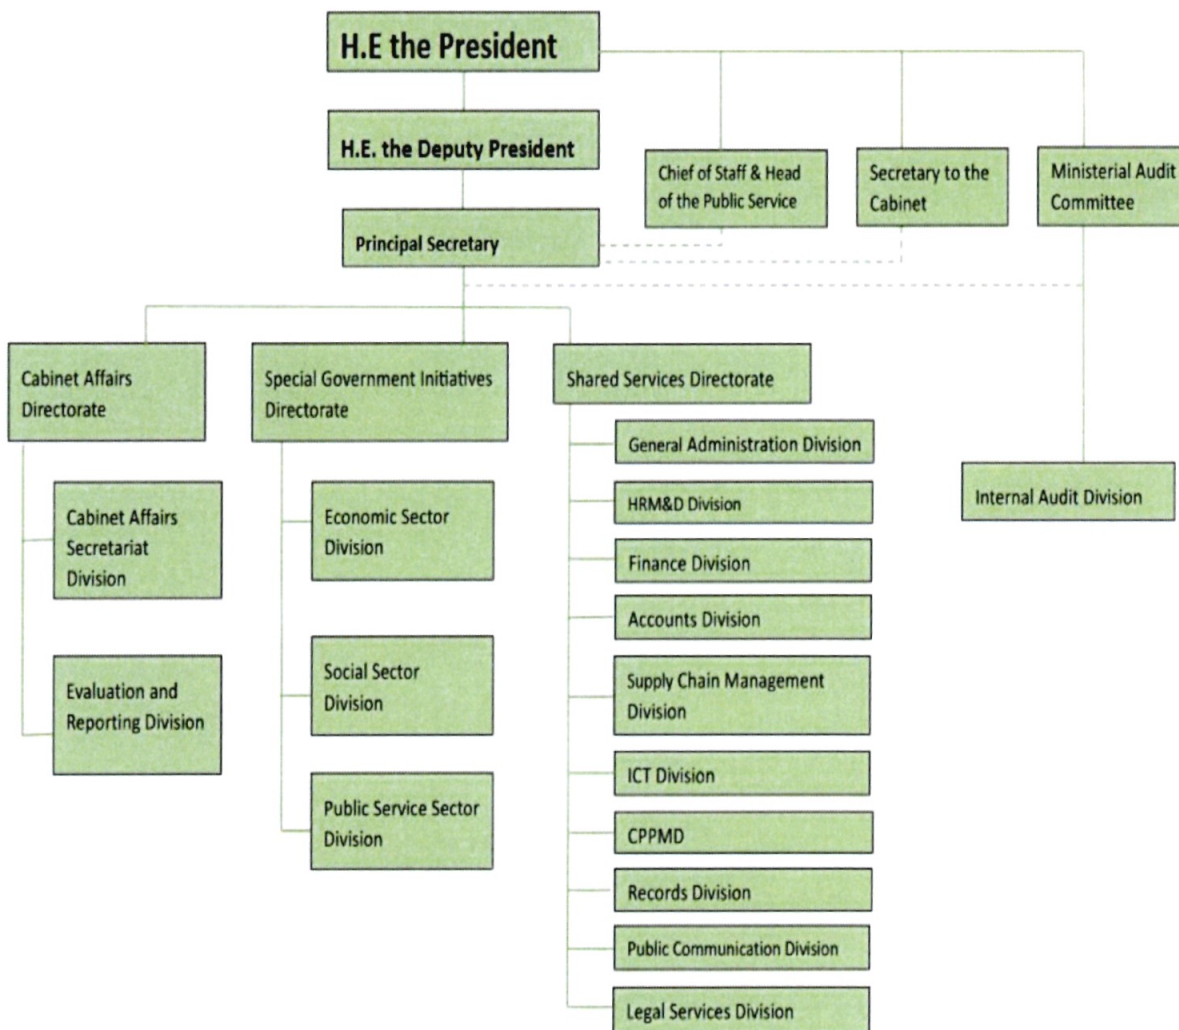 H.E the President
H.E. the Deputy President
Chief of Staff & Head
of the Public Service
Secretary to the
Cabinet
Ministerial Audit
Committee
Principal Secretary
Cabinet Affairs
Directorate
Special Government Initiatives
Directorate
Shared Services Directorate
Cabinet Affairs
Secretariat
Division
Evaluation and
Reporting Division
Economic Sector
Division
Social Sector
Division
Public Service Sector
Division
General Administration Division
HRM&D Division
Finance Division
Accounts Division
Supply Chain Management
Division
ICT Division
CPPMD
Records Division
Public Communication Division
Legal Services Division
Internal Audit Division